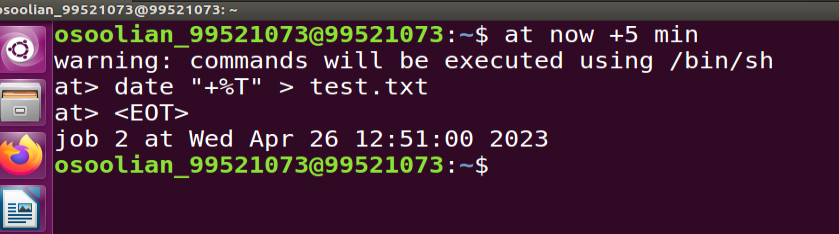 osoolian_99521073@99521073: ~
osoolian_99521073@99521073:~$ at now +5 min
warning: commands will be executed using /bin/sh
at> date "+%T" > test.txt
at> <EOT>
job 2 at Wed Apr 26 12:51:00 2023
osoolian_99521073@99521073:~$